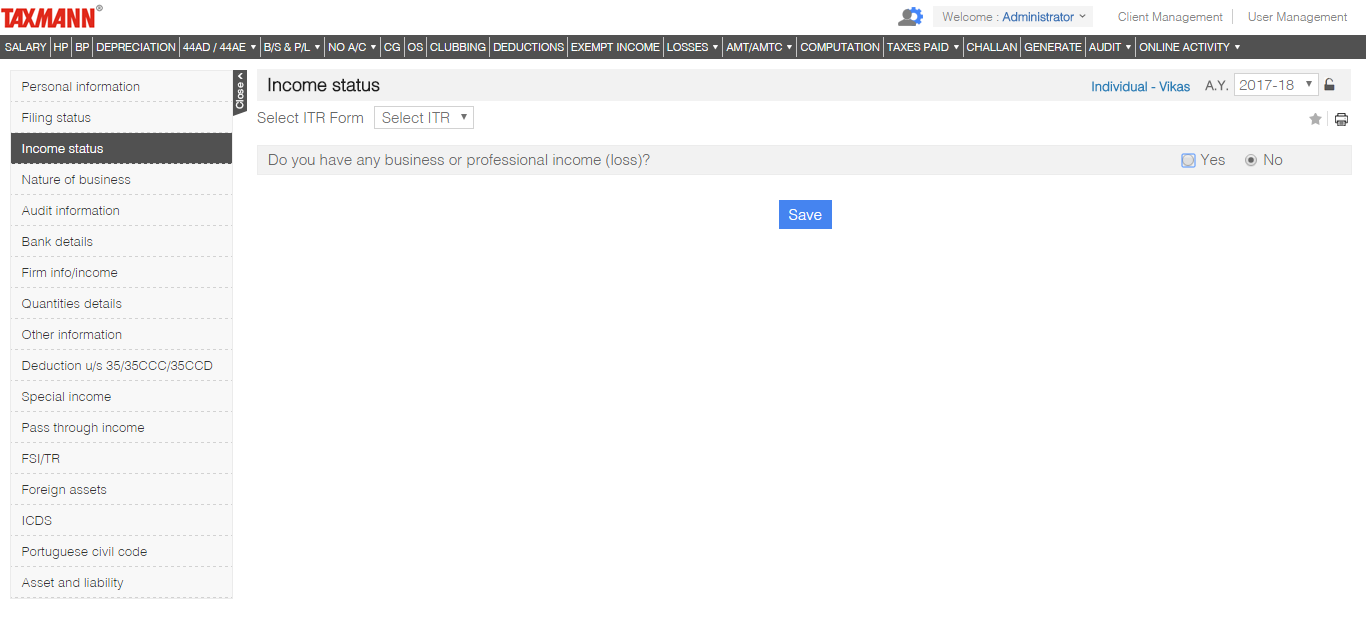 TAXMANN®
Welcome : Administrator
Client Management
User Management
SALARY HP BP DEPRECIATION 44AD / 44AE B/S & P/L NO A/C CG OS CLUBBING DEDUCTIONS EXEMPT INCOME LOSSES AMT/AMTC COMPUTATION TAXES PAID CHALLAN GENERATE AUDIT ONLINE ACTIVITY
Personal information
Filing status
Income status
Nature of business
Audit information
Bank details
Firm info/income
Quantities details
Other information
Deduction u/s 35/35CCC/35CCD
Special income
Pass through income
FSI/TR
Foreign assets
ICDS
Portuguese civil code
Asset and liability
Close
Income status
Individual - Vikas
A.Y. 2017-18
Select ITR Form Select ITR
Do you have any business or professional income (loss)? Yes No
Save